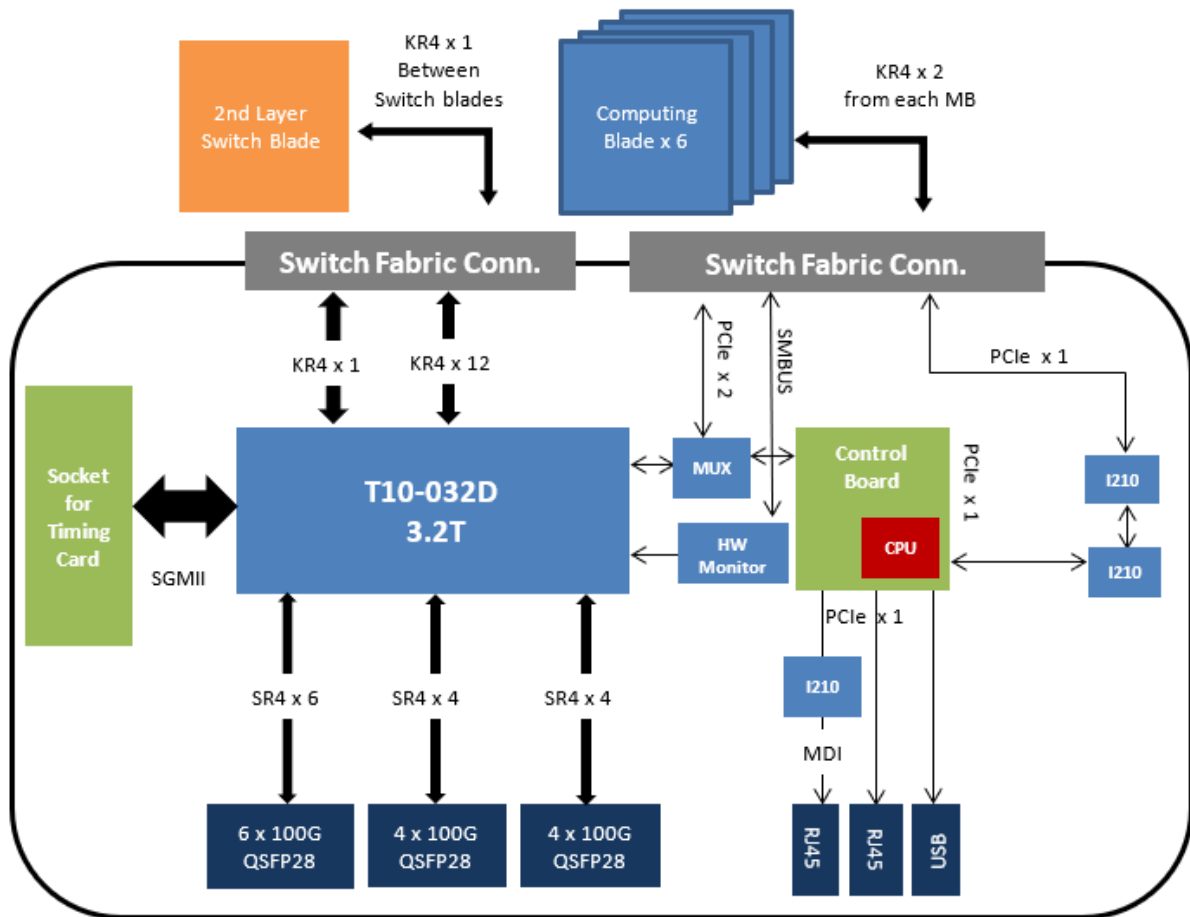 KR4 x 1
Between
Switch blades
2nd Layer
Switch Blade
Computing
Blade x 6
KR4 x 2
from each MB
Switch Fabric Conn.
Switch Fabric Conn.
KR4 x 1
KR4 x 12
PCIe x 2
SMBUS
PCIe x 1
Socket
for
Timing
Card
SGMII
T10-032D
3.2T
MUX
HW
Monitor
Control
Board
CPU
PCIe x 1
I210
I210
PCIe x 1
I210
MDI
SR4 x 6
SR4 x 4
SR4 x 4
6 x 100G
QSFP28
4 x 100G
QSFP28
4 x 100G
QSFP28
RJ45
RJ45
USB